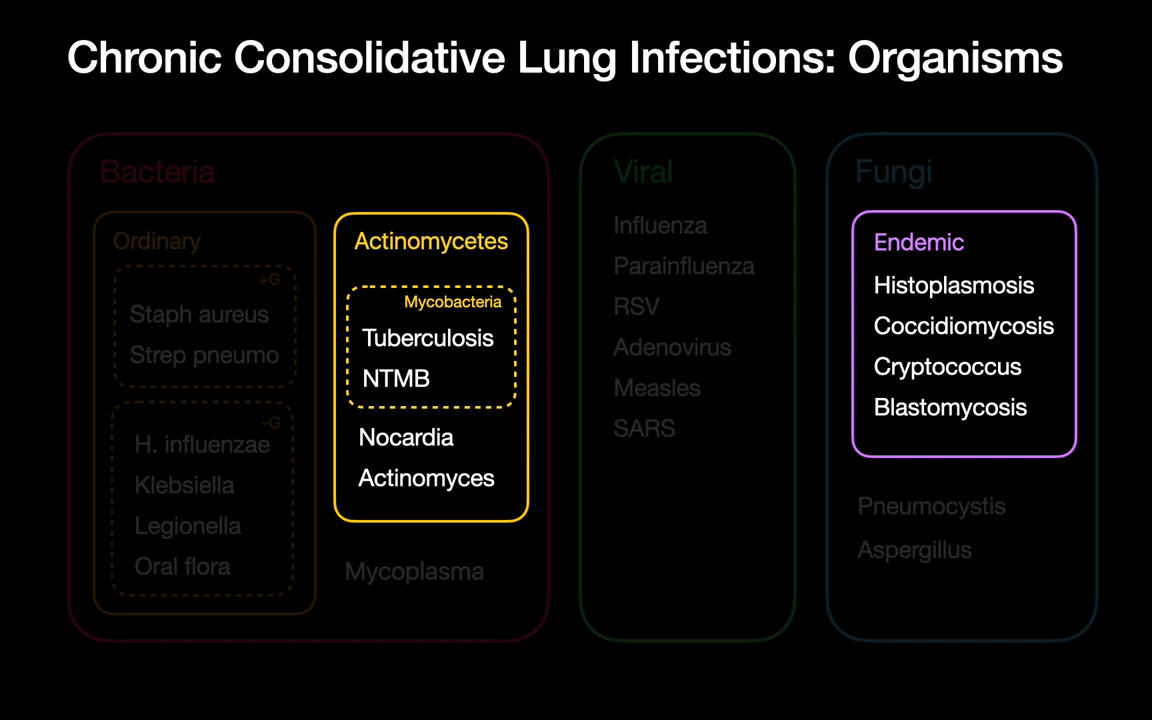 Chronic Consolidative Lung Infections: Organisms
Bacteria
Ordinary
+G
Staph aureus
Strep pneumo
–G
H. influenzae
Klebsiella
Legionella
Oral flora
Actinomycetes
Mycobacteria
Tuberculosis
NTMB
Nocardia
Actinomyces
Mycoplasma
Viral
Influenza
Parainfluenza
RSV
Adenovirus
Measles
SARS
Fungi
Endemic
Histoplasmosis
Coccidiomycosis
Cryptococcus
Blastomycosis
Pneumocystis
Aspergillus